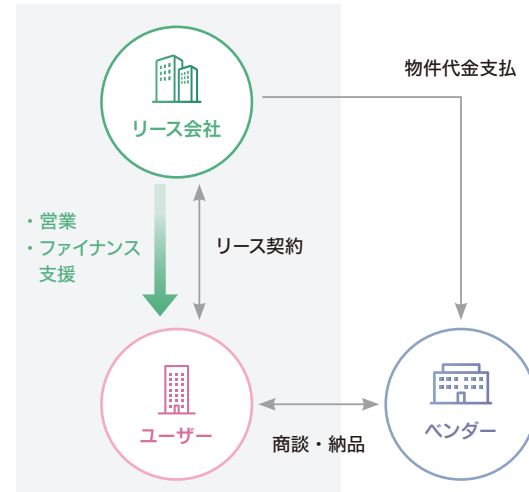 物件代金支払
リース会社
・営業
・ファイナンス
支援
リース契約
ユーザー
ベンダー
商談・納品